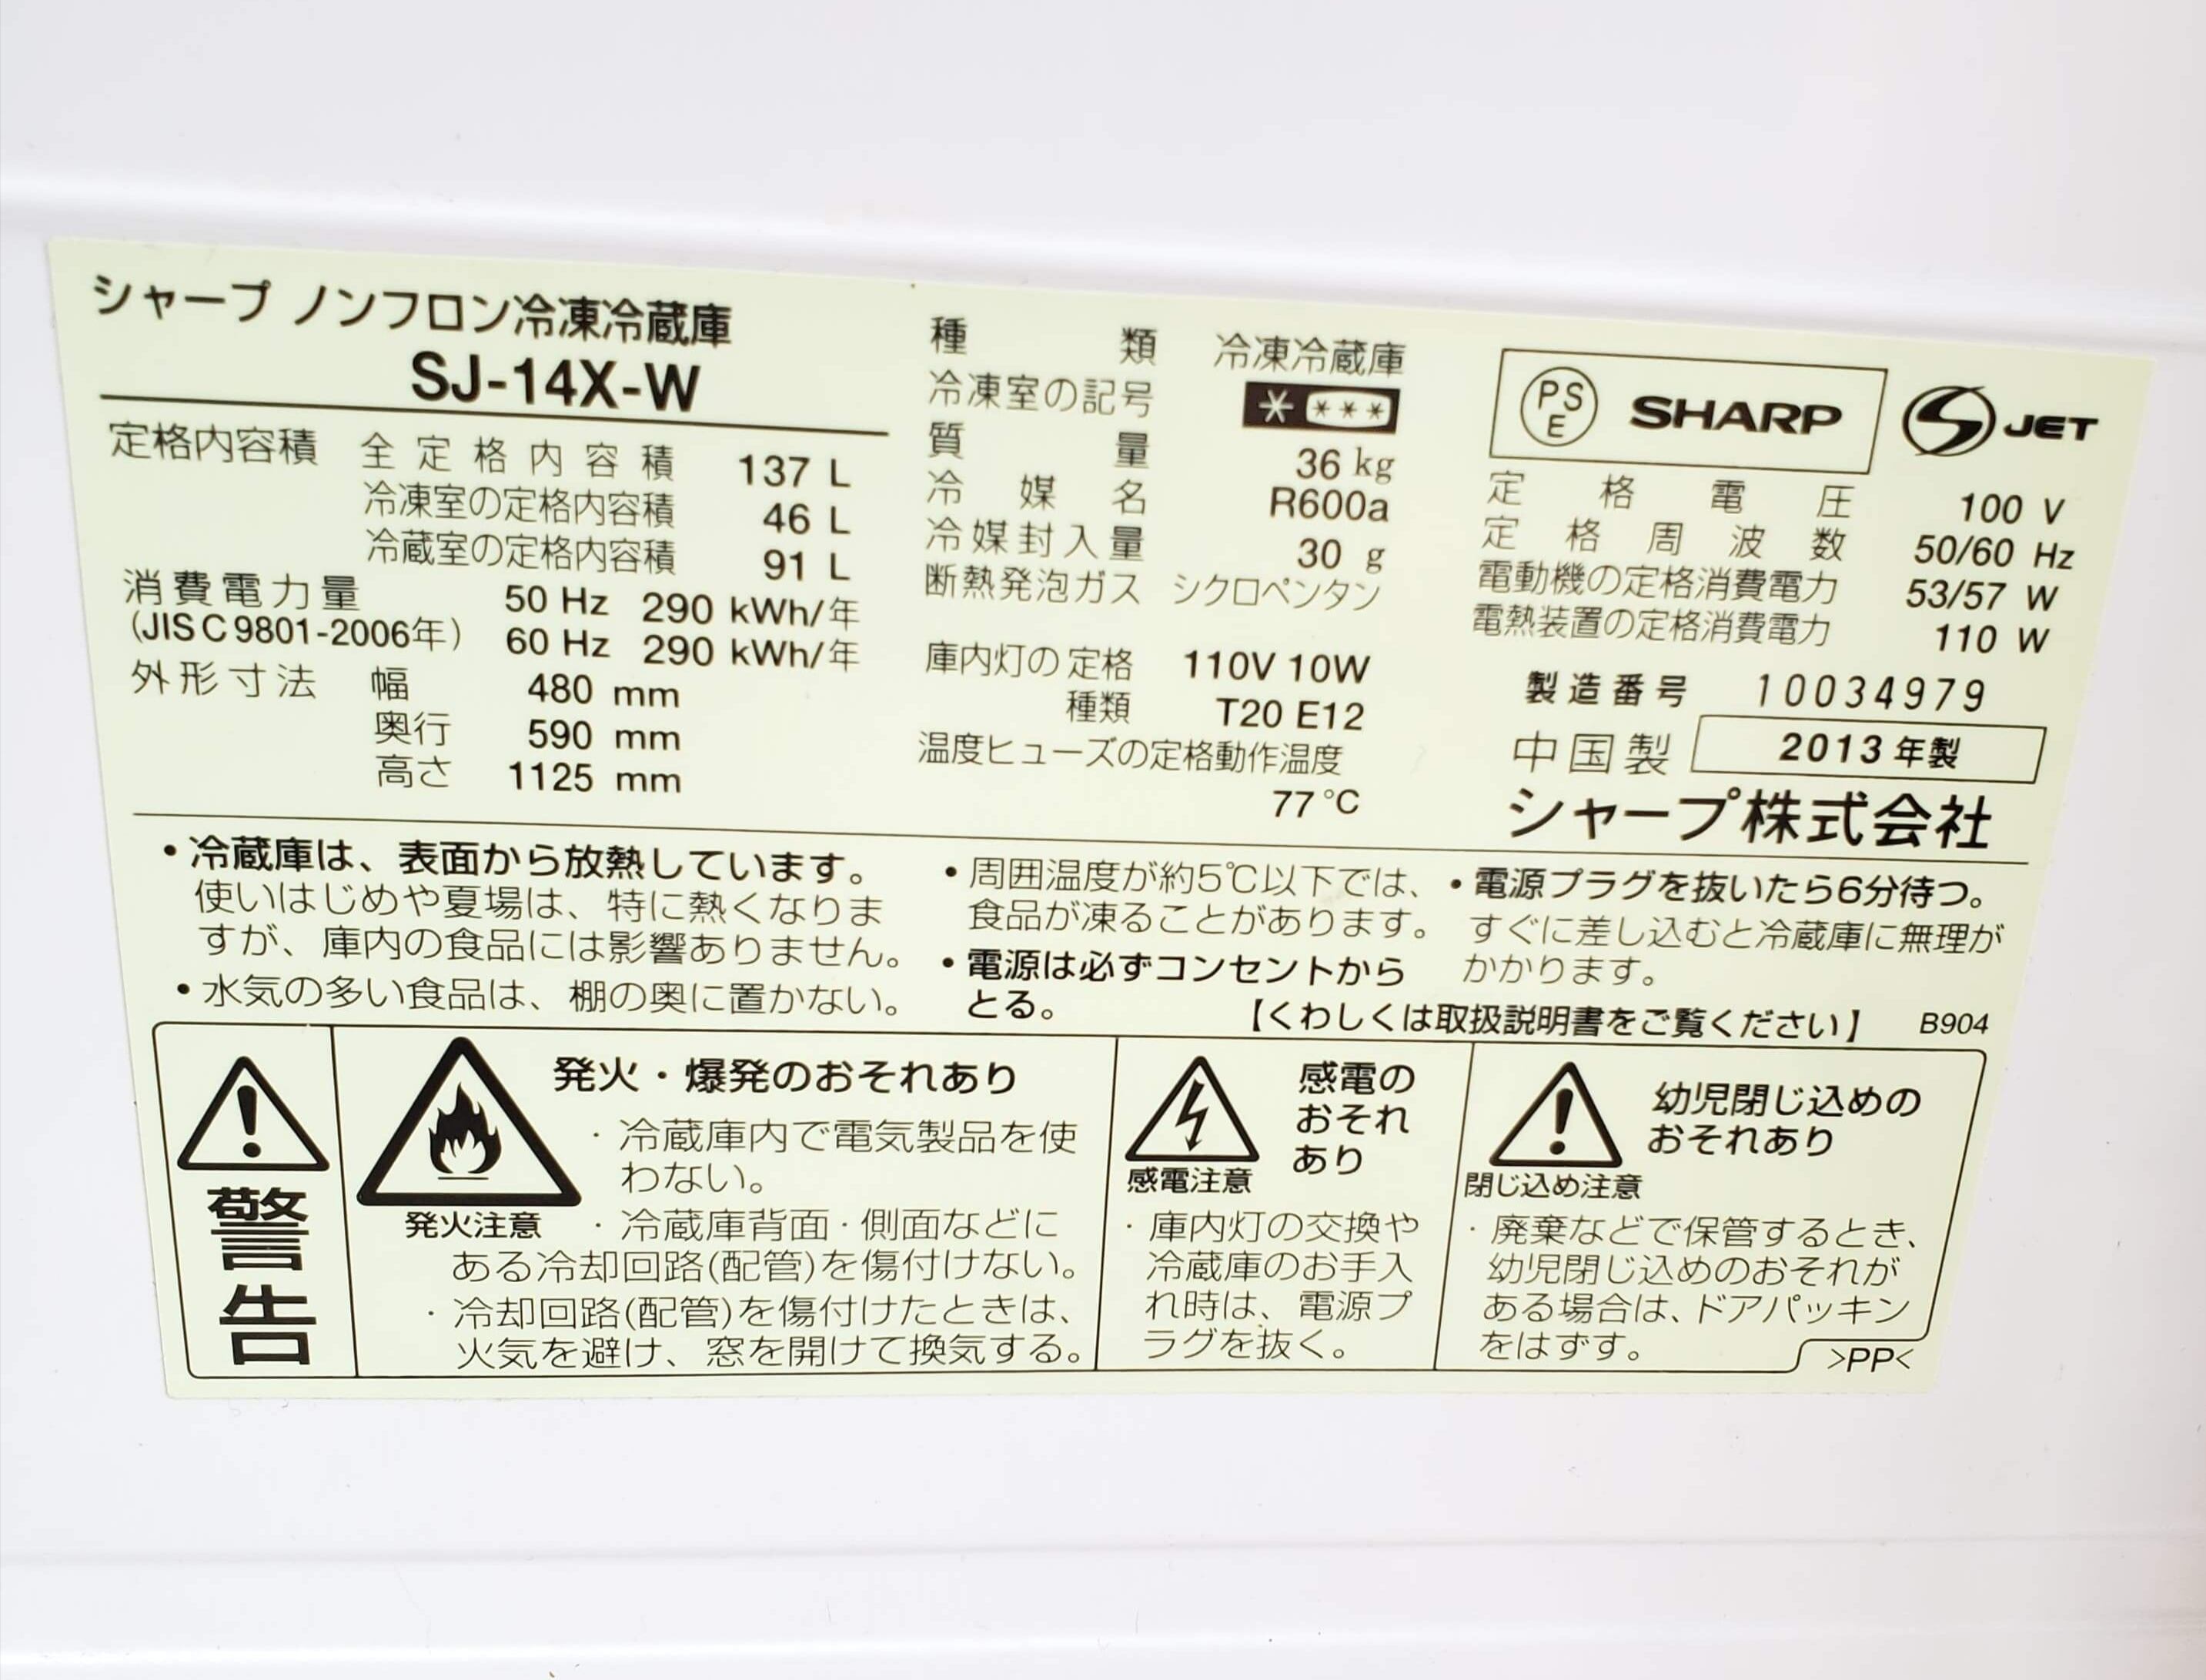 シャープ ノンフロン冷凍冷蔵庫
SJ-14X-W
定格内容積 全定格内容積 137 L
冷凍室の定格内容積 46 L
冷蔵室の定格内容積 91 L
消費電力量 50 Hz 290 kWh/年
(JIS C 9801-2006年) 60 Hz 290 kWh/年
外形寸法 幅 480 mm
奥行 590 mm
高さ 1125 mm
種類 冷凍冷蔵庫
冷凍室の記号 * ***
質量 36 kg
冷媒名 R600a
冷媒封入量 30 g
断熱発泡ガス シクロペンタン
庫内灯の定格 110V 10W
種類 T20 E12
温度ヒューズの定格動作温度
77 °C
PSE SHARP S JET
定格電圧 100 V
定格周波数 50/60 Hz
電動機の定格消費電力 53/57 W
電熱装置の定格消費電力 110 W
製造番号 10034979
中国製 2013年製
シャープ株式会社
・冷蔵庫は、表面から放熱しています。
使いはじめや夏場は、特に熱くなりま
すが、庫内の食品には影響ありません。
・水気の多い食品は、棚の奥に置かない。
・周囲温度が約5℃以下では、
食品が凍ることがあります。
・電源は必ずコンセントから
とる。
・電源プラグを抜いたら6分待つ。
すぐに差し込むと冷蔵庫に無理が
かかります。
【くわしくは取扱説明書をご覧ください】 B904
警告
発火注意
発火・爆発のおそれあり
・冷蔵庫内で電気製品を使
わない。
・冷蔵庫背面・側面などに
ある冷却回路(配管)を傷付けない。
・冷却回路(配管)を傷付けたときは、
火気を避け、窓を開けて換気する。
感電注意
感電の
おそれ
あり
・庫内灯の交換や
冷蔵庫のお手入
れ時は、電源プ
ラグを抜く。
閉じ込め注意
幼児閉じ込めの
おそれあり
・廃棄などで保管するとき、
幼児閉じ込めのおそれが
ある場合は、ドアパッキン
をはずす。
>PP<